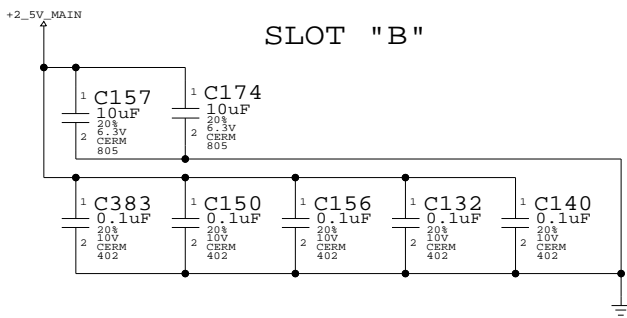 +2_5V_MAIN
SLOT "B"
1 C157
10uF
20%
6.3V
2 CERM
805
1 C174
10uF
20%
6.3V
2 CERM
805
1 C383
0.1uF
20%
10V
2 CERM
402
1 C150
0.1uF
20%
10V
2 CERM
402
1 C156
0.1uF
20%
10V
2 CERM
402
1 C132
0.1uF
20%
10V
2 CERM
402
1 C140
0.1uF
20%
10V
2 CERM
402